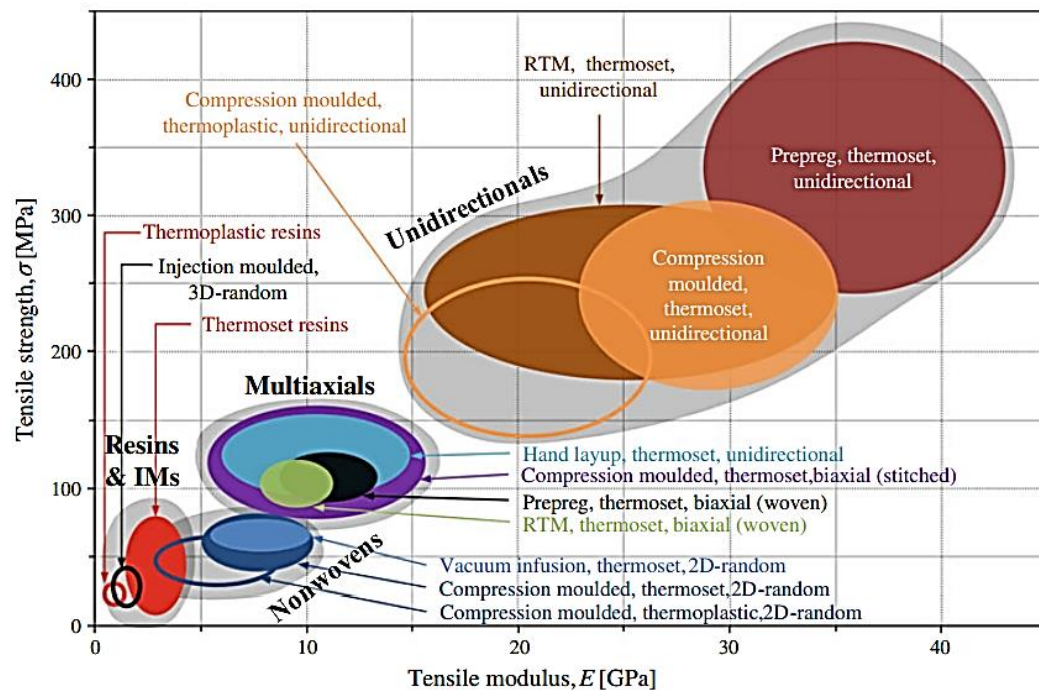 Tensile strength, σ [MPa]
400
300
200
100
0
RTM, thermoset,
unidirectional
Compression moulded,
thermoplastic, unidirectional
Prepreg, thermoset,
unidirectional
Unidirectionals
Thermoplastic resins
Injection moulded,
3D-random
Compression
moulded,
thermoset,
unidirectional
Thermoset resins
Multiaxials
Resins
& IMs
Hand layup, thermoset, unidirectional
Compression moulded, thermoset,biaxial (stitched)
Prepreg, thermoset, biaxial (woven)
RTM, thermoset, biaxial (woven)
Nonwovens
Vacuum infusion, thermoset,2D-random
Compression moulded, thermoset,2D-random
Compression moulded, thermoplastic,2D-random
0 10 20 30 40
Tensile modulus, E [GPa]